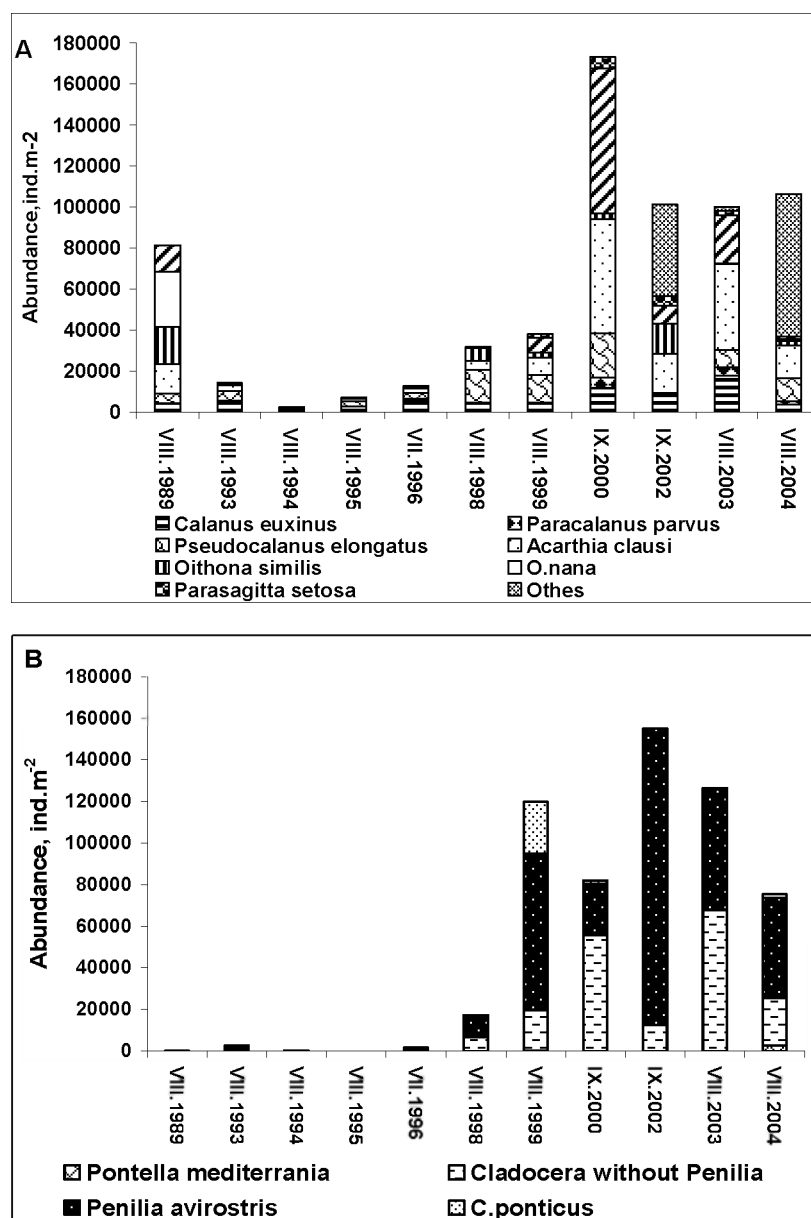 A
Abundance,ind.m-2
180000
160000
140000
120000
100000
80000
60000
40000
20000
0
VIII.1989
VIII.1993
VIII.1994
VIII.1995
VII.1996
VIII.1998
VIII.1999
IX.2000
IX.2002
VIII.2003
VIII.2004
Calanus euxinus
Paracalanus parvus
Pseudocalanus elongatus
Acarthia clausi
Oithona similis
O.nana
Parasagitta setosa
Othes
B
Abundance, ind.m-2
180000
160000
140000
120000
100000
80000
60000
40000
20000
0
VIII.1989
VIII.1993
VIII.1994
VIII.1995
VII.1996
VIII.1998
VIII.1999
IX.2000
IX.2002
VIII.2003
VIII.2004
Pontella mediterrania
Cladocera without Penilia
Penilia avirostris
C.ponticus